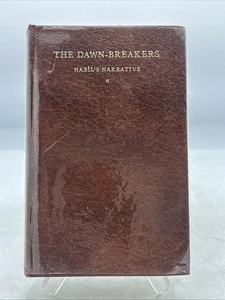 THE DAWN-BREAKERS
NABÍL'S NARRATIVE